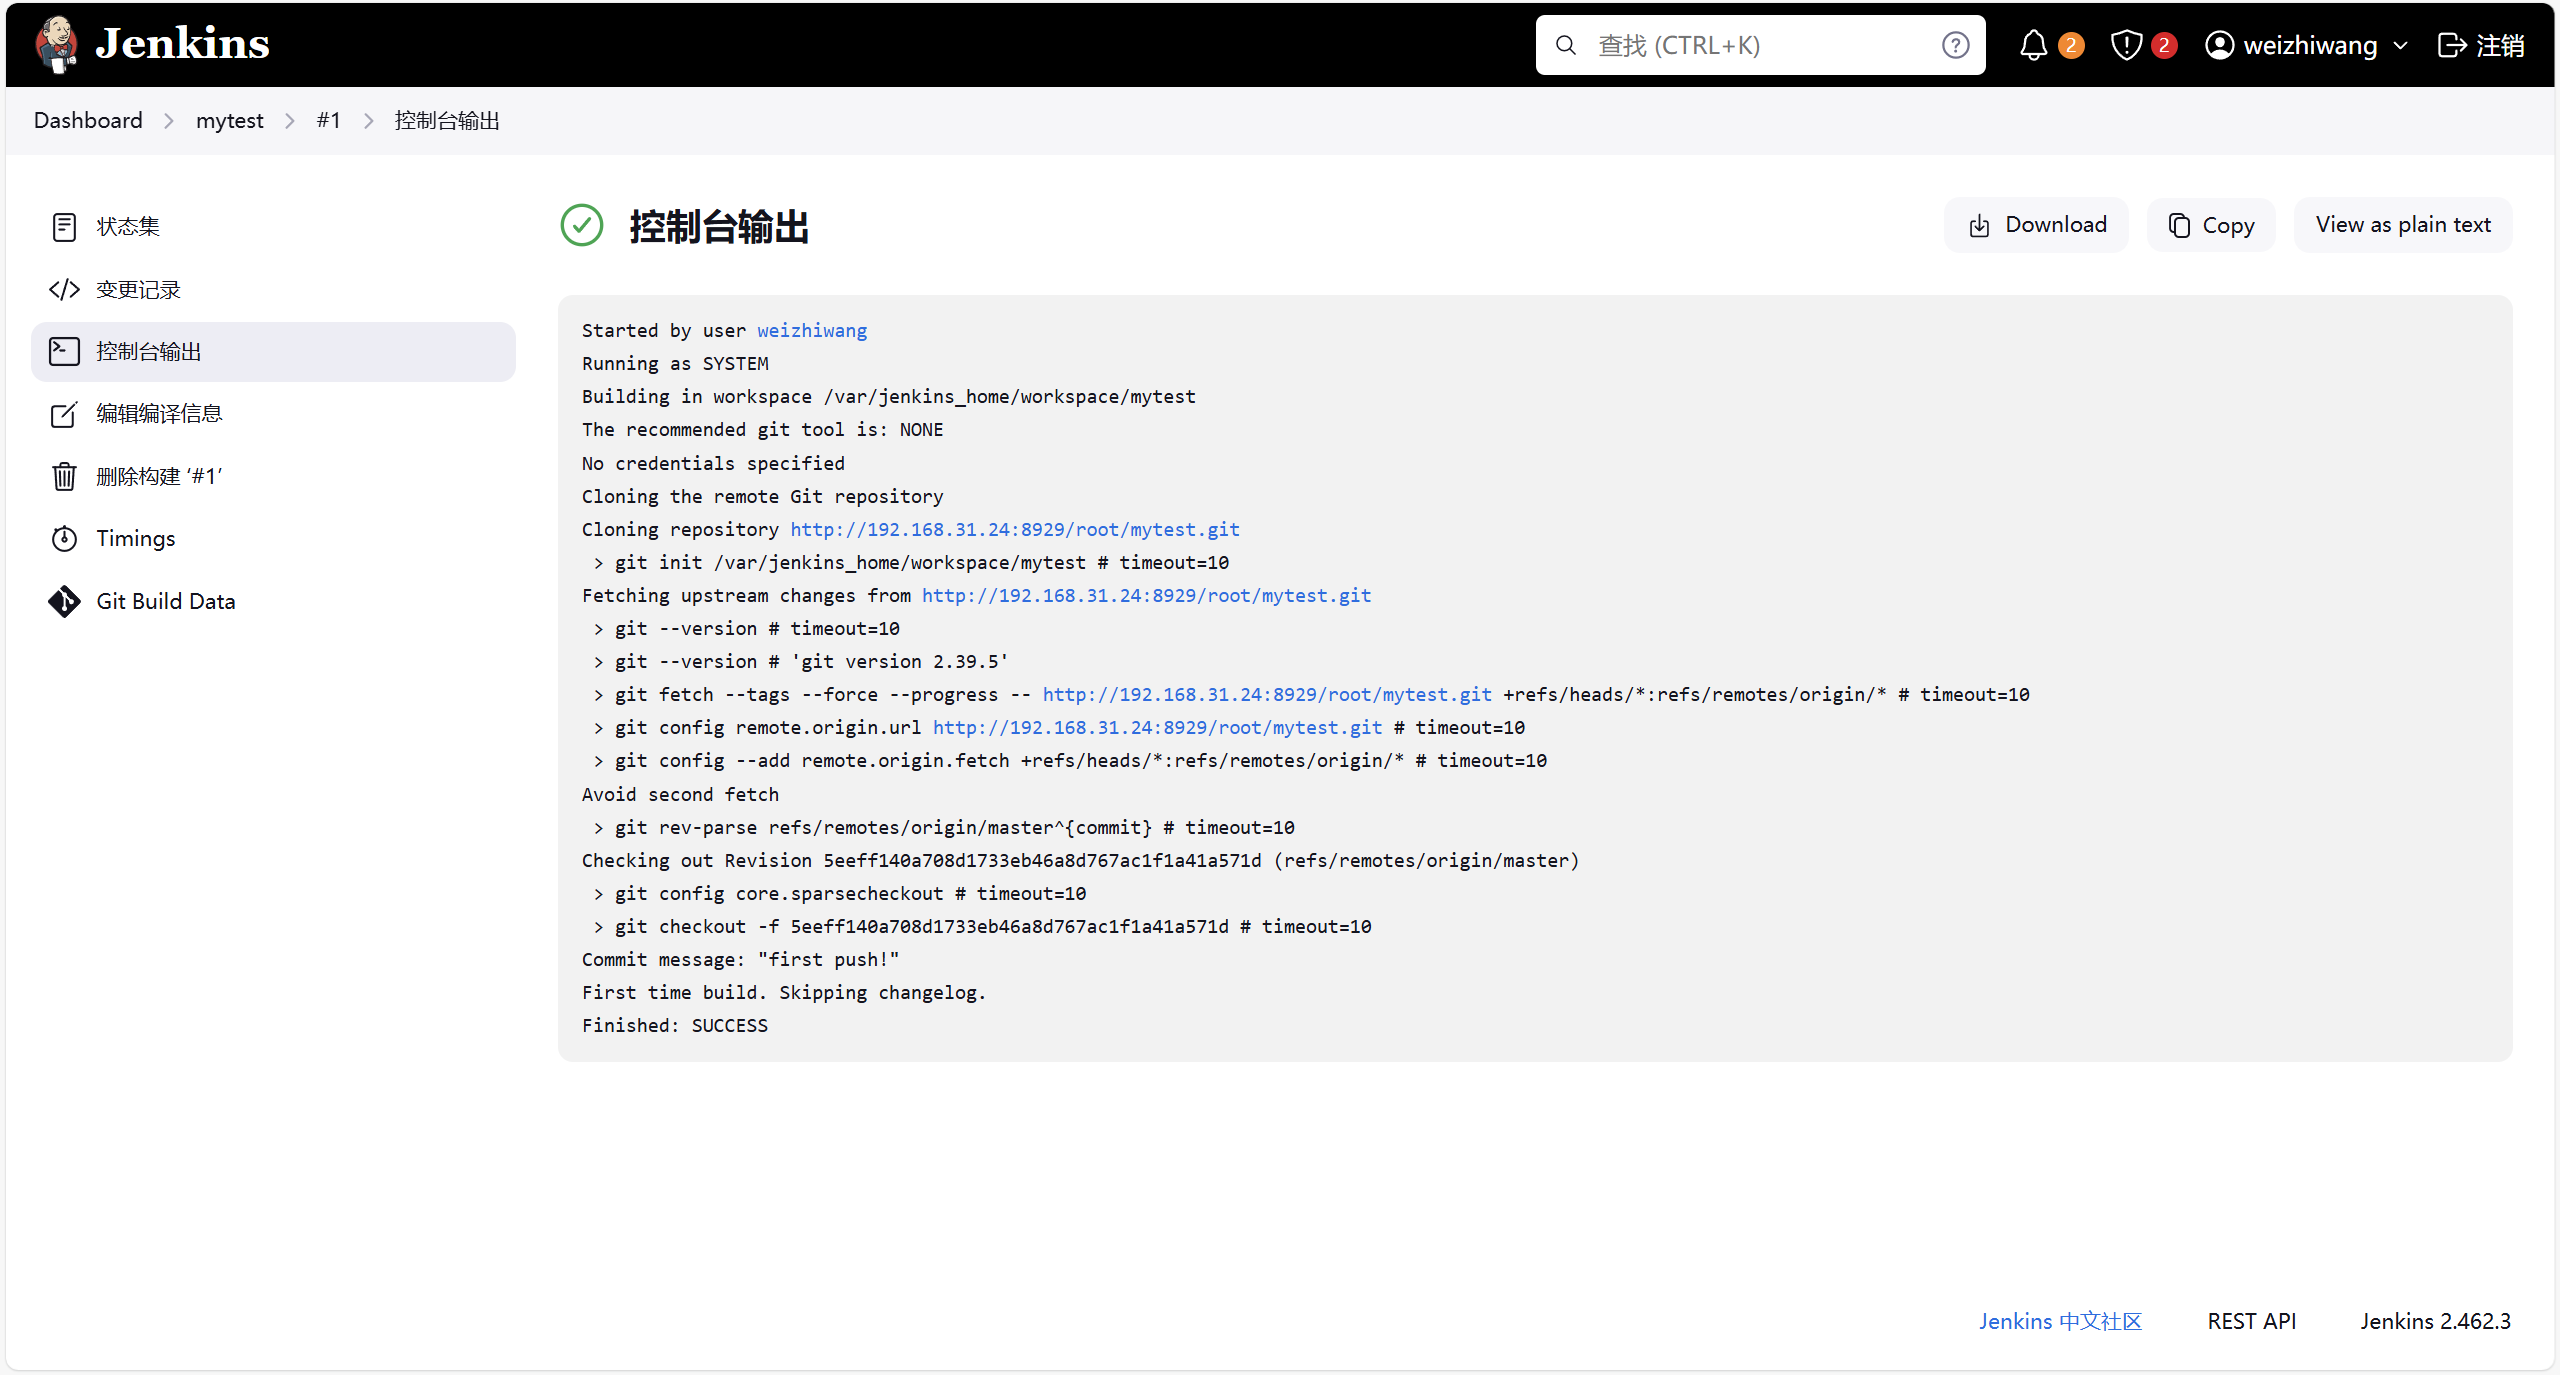 Jenkins
查找 (CTRL+K)
2
2
weizhiwang
注销
Dashboard
mytest
#1
控制台输出
状态集
变更记录
控制台输出
编辑编译信息
删除构建 ‘#1’
Timings
Git Build Data
控制台输出
Download
Copy
View as plain text
Started by user weizhiwang
Running as SYSTEM
Building in workspace /var/jenkins_home/workspace/mytest
The recommended git tool is: NONE
No credentials specified
Cloning the remote Git repository
Cloning repository http://192.168.31.24:8929/root/mytest.git
 > git init /var/jenkins_home/workspace/mytest # timeout=10
Fetching upstream changes from http://192.168.31.24:8929/root/mytest.git
 > git --version # timeout=10
 > git --version # 'git version 2.39.5'
 > git fetch --tags --force --progress -- http://192.168.31.24:8929/root/mytest.git +refs/heads/*:refs/remotes/origin/* # timeout=10
 > git config remote.origin.url http://192.168.31.24:8929/root/mytest.git # timeout=10
 > git config --add remote.origin.fetch +refs/heads/*:refs/remotes/origin/* # timeout=10
Avoid second fetch
 > git rev-parse refs/remotes/origin/master^{commit} # timeout=10
Checking out Revision 5eeff140a708d1733eb46a8d767ac1f1a41a571d (refs/remotes/origin/master)
 > git config core.sparsecheckout # timeout=10
 > git checkout -f 5eeff140a708d1733eb46a8d767ac1f1a41a571d # timeout=10
Commit message: "first push!"
First time build. Skipping changelog.
Finished: SUCCESS
Jenkins 中文社区
REST API
Jenkins 2.462.3